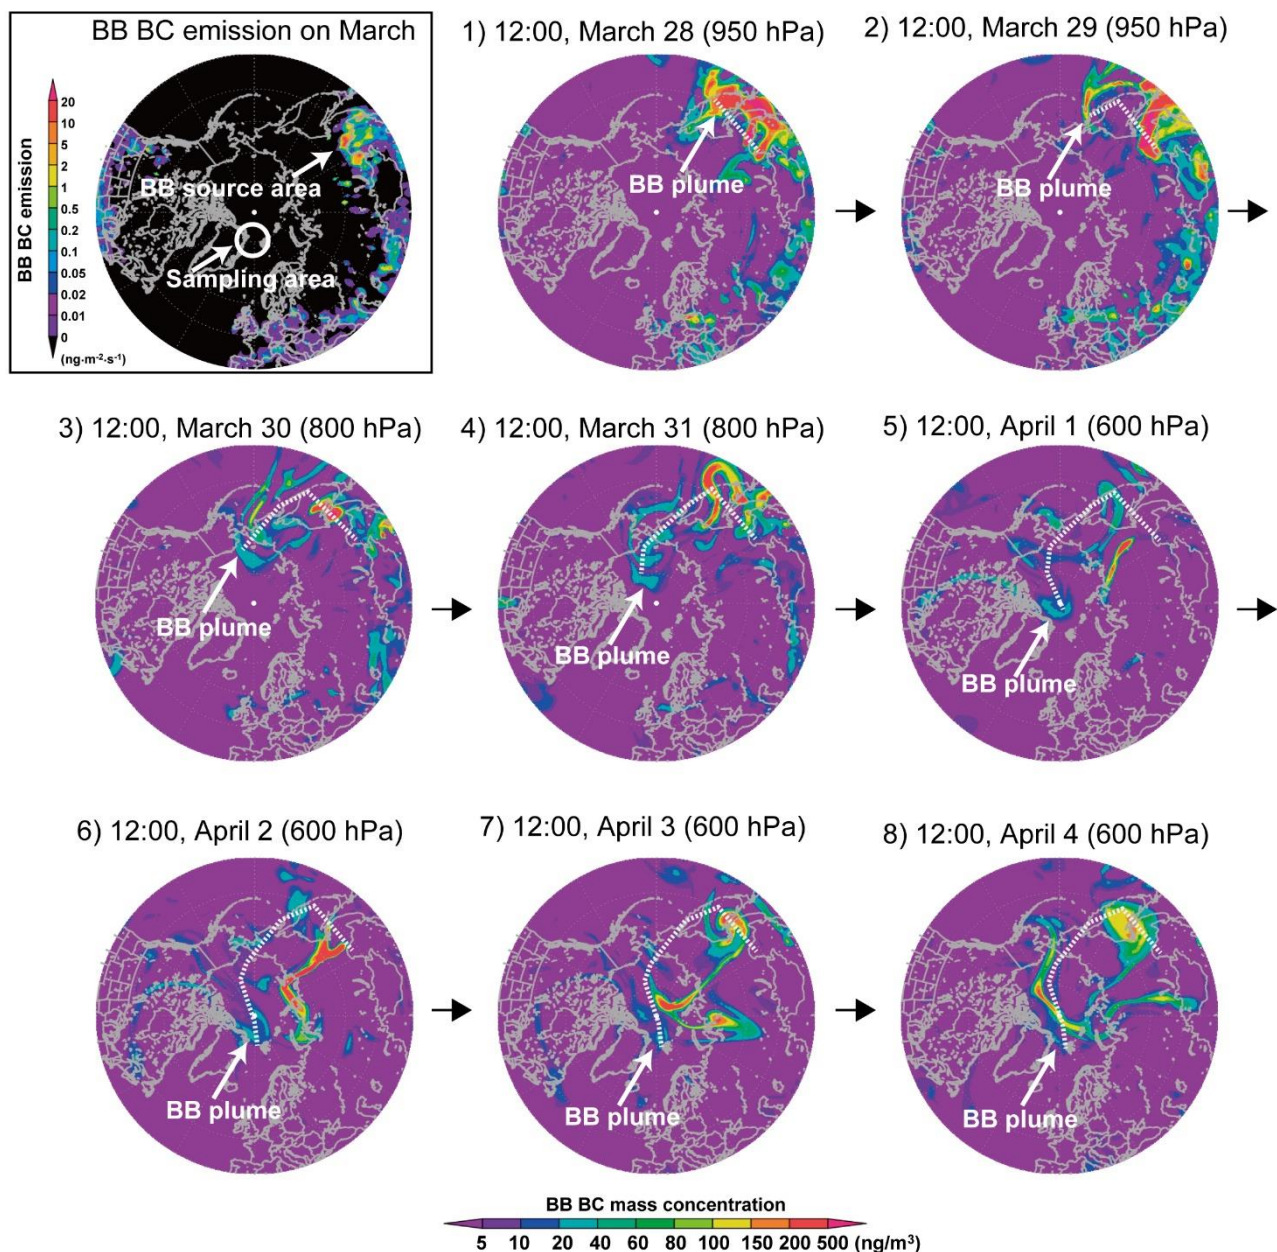 BB BC emission on March
BB BC emission
20
10
5
2
1
0.5
0.2
0.1
0.05
0.02
0.01
0
(ng·m⁻²·s⁻¹)
BB source area
Sampling area
1) 12:00, March 28 (950 hPa)
BB plume
2) 12:00, March 29 (950 hPa)
BB plume
3) 12:00, March 30 (800 hPa)
BB plume
4) 12:00, March 31 (800 hPa)
BB plume
5) 12:00, April 1 (600 hPa)
BB plume
6) 12:00, April 2 (600 hPa)
BB plume
7) 12:00, April 3 (600 hPa)
BB plume
8) 12:00, April 4 (600 hPa)
BB plume
BB BC mass concentration
5 10 20 40 60 80 100 150 200 500 (ng/m³)